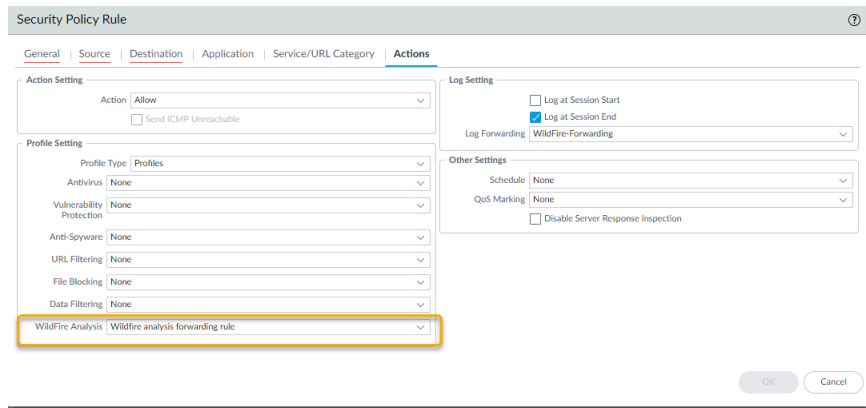 Security Policy Rule
General | Source | Destination | Application | Service/URL Category | Actions
Action Setting
Action Allow
Send ICMP Unreachable
Profile Setting
Profile Type Profiles
Antivirus None
Vulnerability Protection None
Anti-Spyware None
URL Filtering None
File Blocking None
Data Filtering None
WildFire Analysis Wildfire analysis forwarding rule
Log Setting
Log at Session Start
Log at Session End
Log Forwarding WildFire-Forwarding
Other Settings
Schedule None
QoS Marking None
Disable Server Response Inspection
OK Cancel